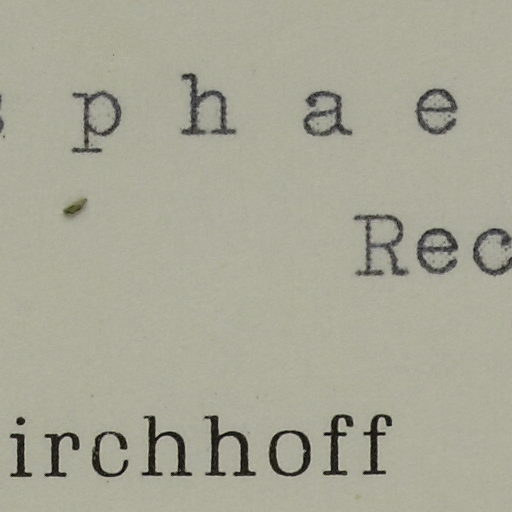 s p h a e
Rec
irchhoff